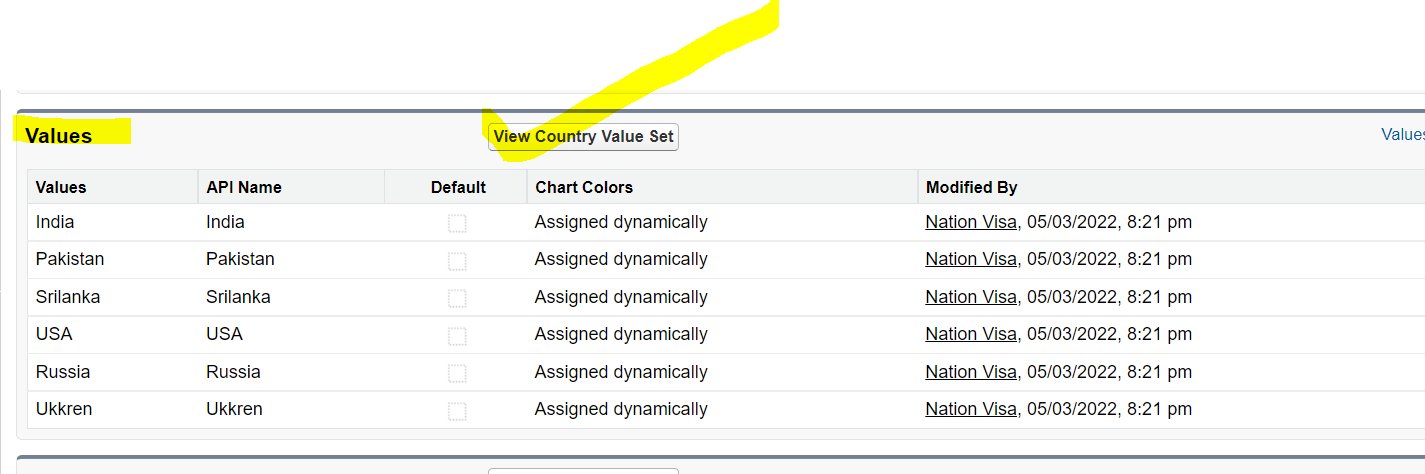 Values View Country Value Set Values
Values API Name Default Chart Colors Modified By
India India Assigned dynamically Nation Visa, 05/03/2022, 8:21 pm
Pakistan Pakistan Assigned dynamically Nation Visa, 05/03/2022, 8:21 pm
Srilanka Srilanka Assigned dynamically Nation Visa, 05/03/2022, 8:21 pm
USA USA Assigned dynamically Nation Visa, 05/03/2022, 8:21 pm
Russia Russia Assigned dynamically Nation Visa, 05/03/2022, 8:21 pm
Ukkren Ukkren Assigned dynamically Nation Visa, 05/03/2022, 8:21 pm